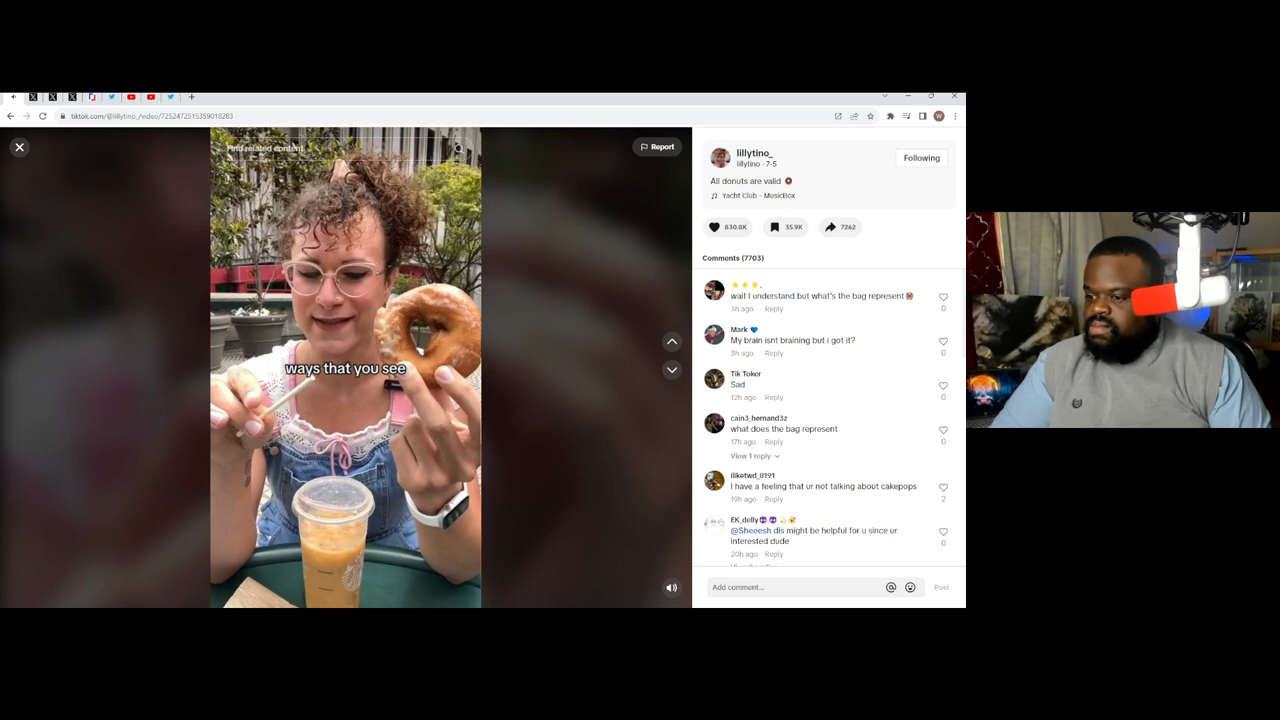 tiktok.com/@lillytino_/video/7252472515359018283
Find related content
Report
ways that you see
lillytino_
lillytino · 7-5
Following
All donuts are valid 🍩
♫ Yacht Club - MusicBox
830.8K
35.9K
7262
Comments (7703)
☀️☀️☀️.
wait I understand but what's the bag represent
3h ago Reply
0
Mark 💙
My brain isnt braining but i got it?
3h ago Reply
0
Tik Toker
Sad
12h ago Reply
0
cain3_hernand3z
what does the bag represent
17h ago Reply
0
View 1 reply
iliketwd_8191
I have a feeling that ur not talking about cakepops
19h ago Reply
2
EK_delly
@Sheeesh dis might be helpful for u since ur
interested dude
20h ago Reply
0
Add comment...
Post